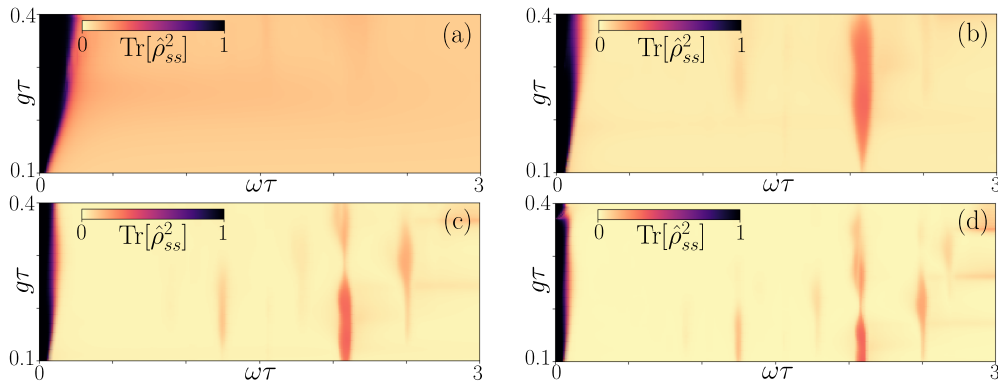 0.4 0 1 (a) 0.4 0 1 (b)
Tr[ρ̂²ss] Tr[ρ̂²ss]
gτ gτ
0.1 0.1
0 ωτ 3 0 ωτ 3
0.4 (c) 0.4 (d)
0 1 0 1
Tr[ρ̂²ss] Tr[ρ̂²ss]
gτ gτ
0.1 0.1
0 ωτ 3 0 ωτ 3